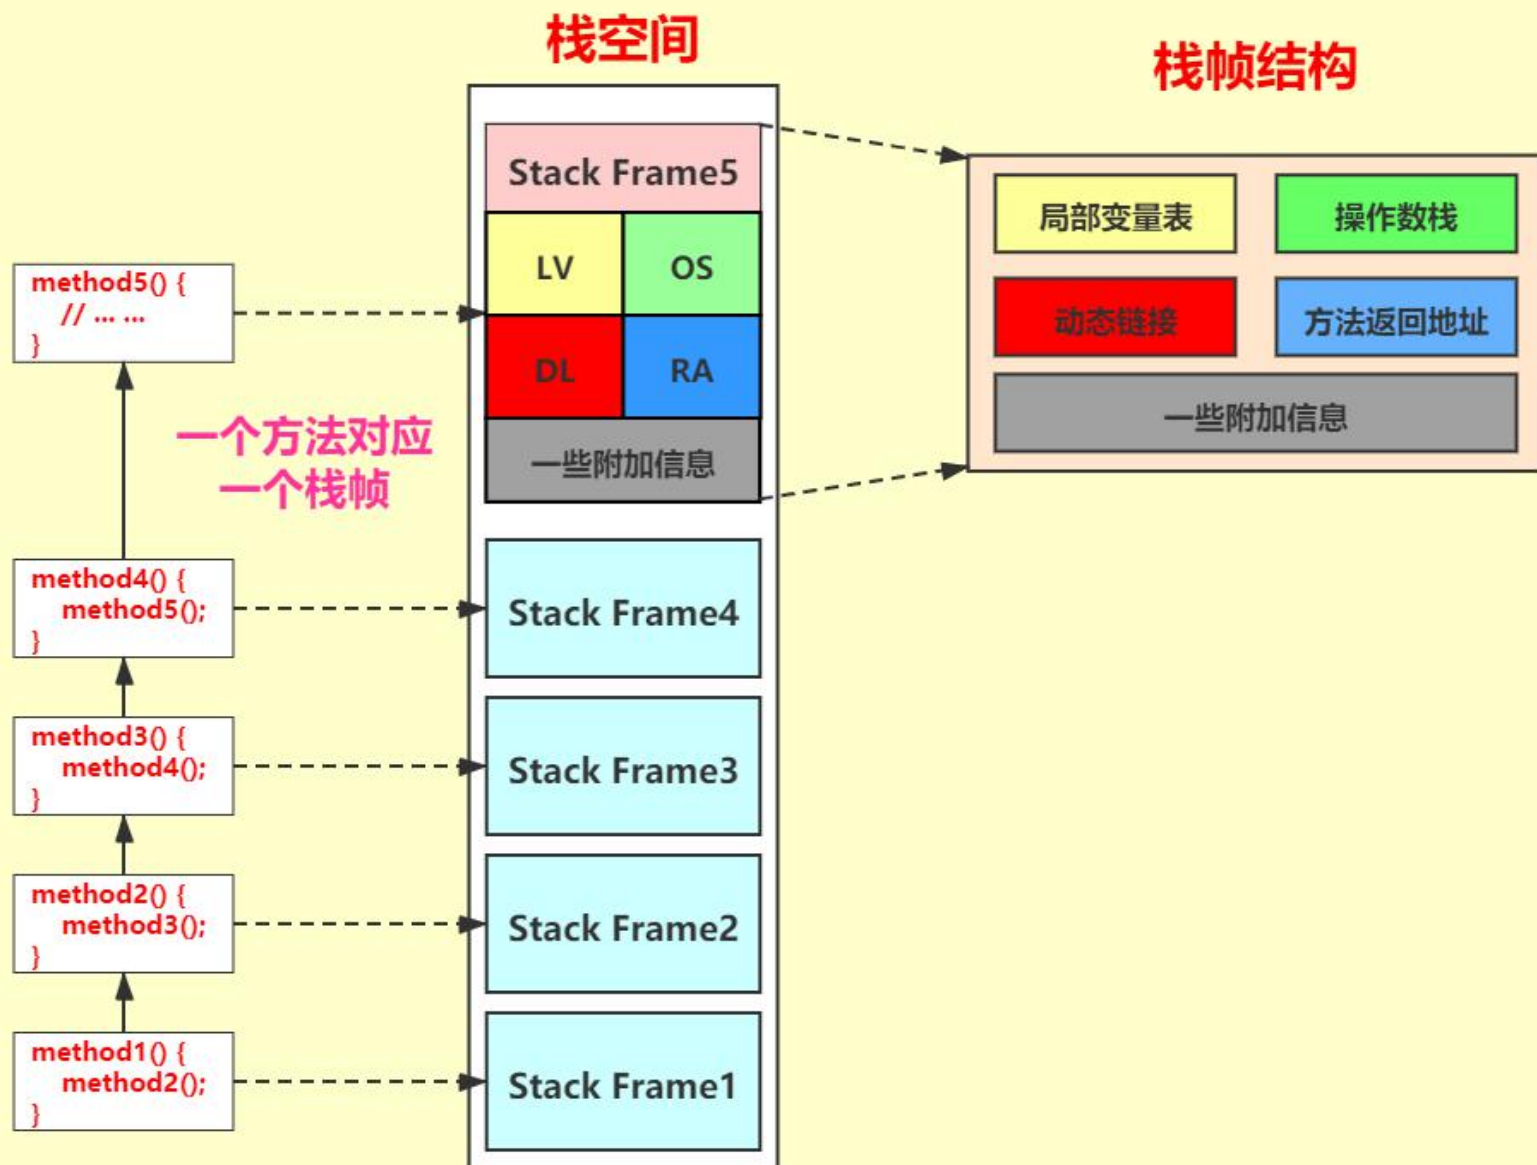 栈空间
栈帧结构
Stack Frame5
LV
OS
DL
RA
一些附加信息
局部变量表
操作数栈
动态链接
方法返回地址
一些附加信息
method5() {
// ... ...
}
一个方法对应
一个栈帧
method4() {
method5();
}
Stack Frame4
method3() {
method4();
}
Stack Frame3
method2() {
method3();
}
Stack Frame2
method1() {
method2();
}
Stack Frame1